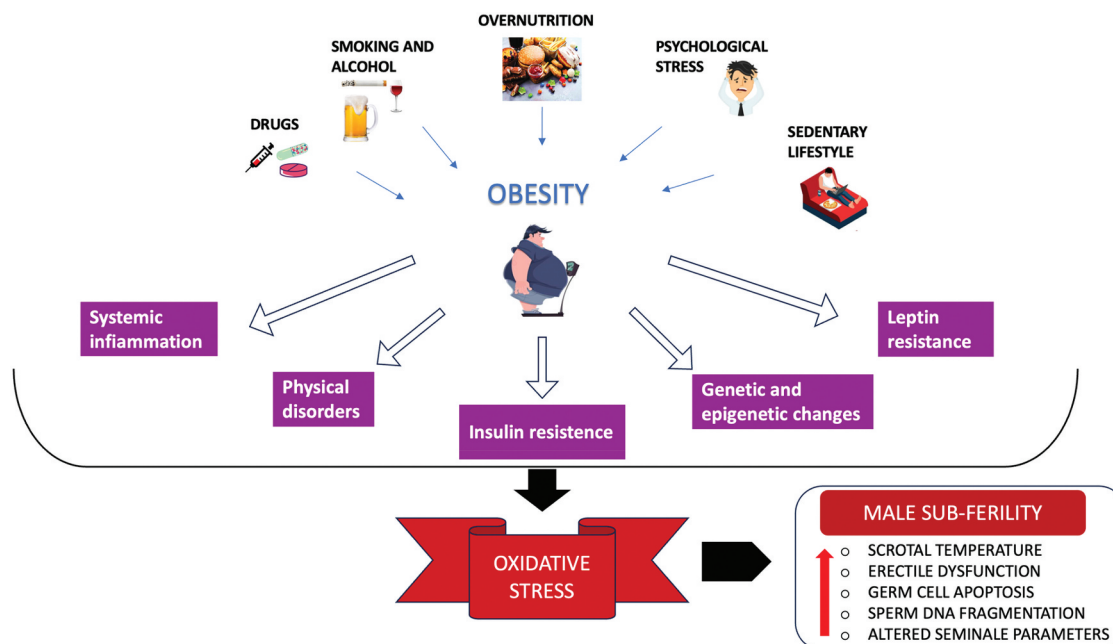 OVERNUTRITION
SMOKING AND
ALCOHOL
PSYCHOLOGICAL
STRESS
DRUGS
SEDENTARY
LIFESTYLE
OBESITY
Systemic
infiammation
Leptin
resistance
Physical
disorders
Genetic and
epigenetic changes
Insulin resistence
OXIDATIVE
STRESS
MALE SUB-FERILITY
○ SCROTAL TEMPERATURE
○ ERECTILE DYSFUNCTION
○ GERM CELL APOPTOSIS
○ SPERM DNA FRAGMENTATION
○ ALTERED SEMINALE PARAMETERS